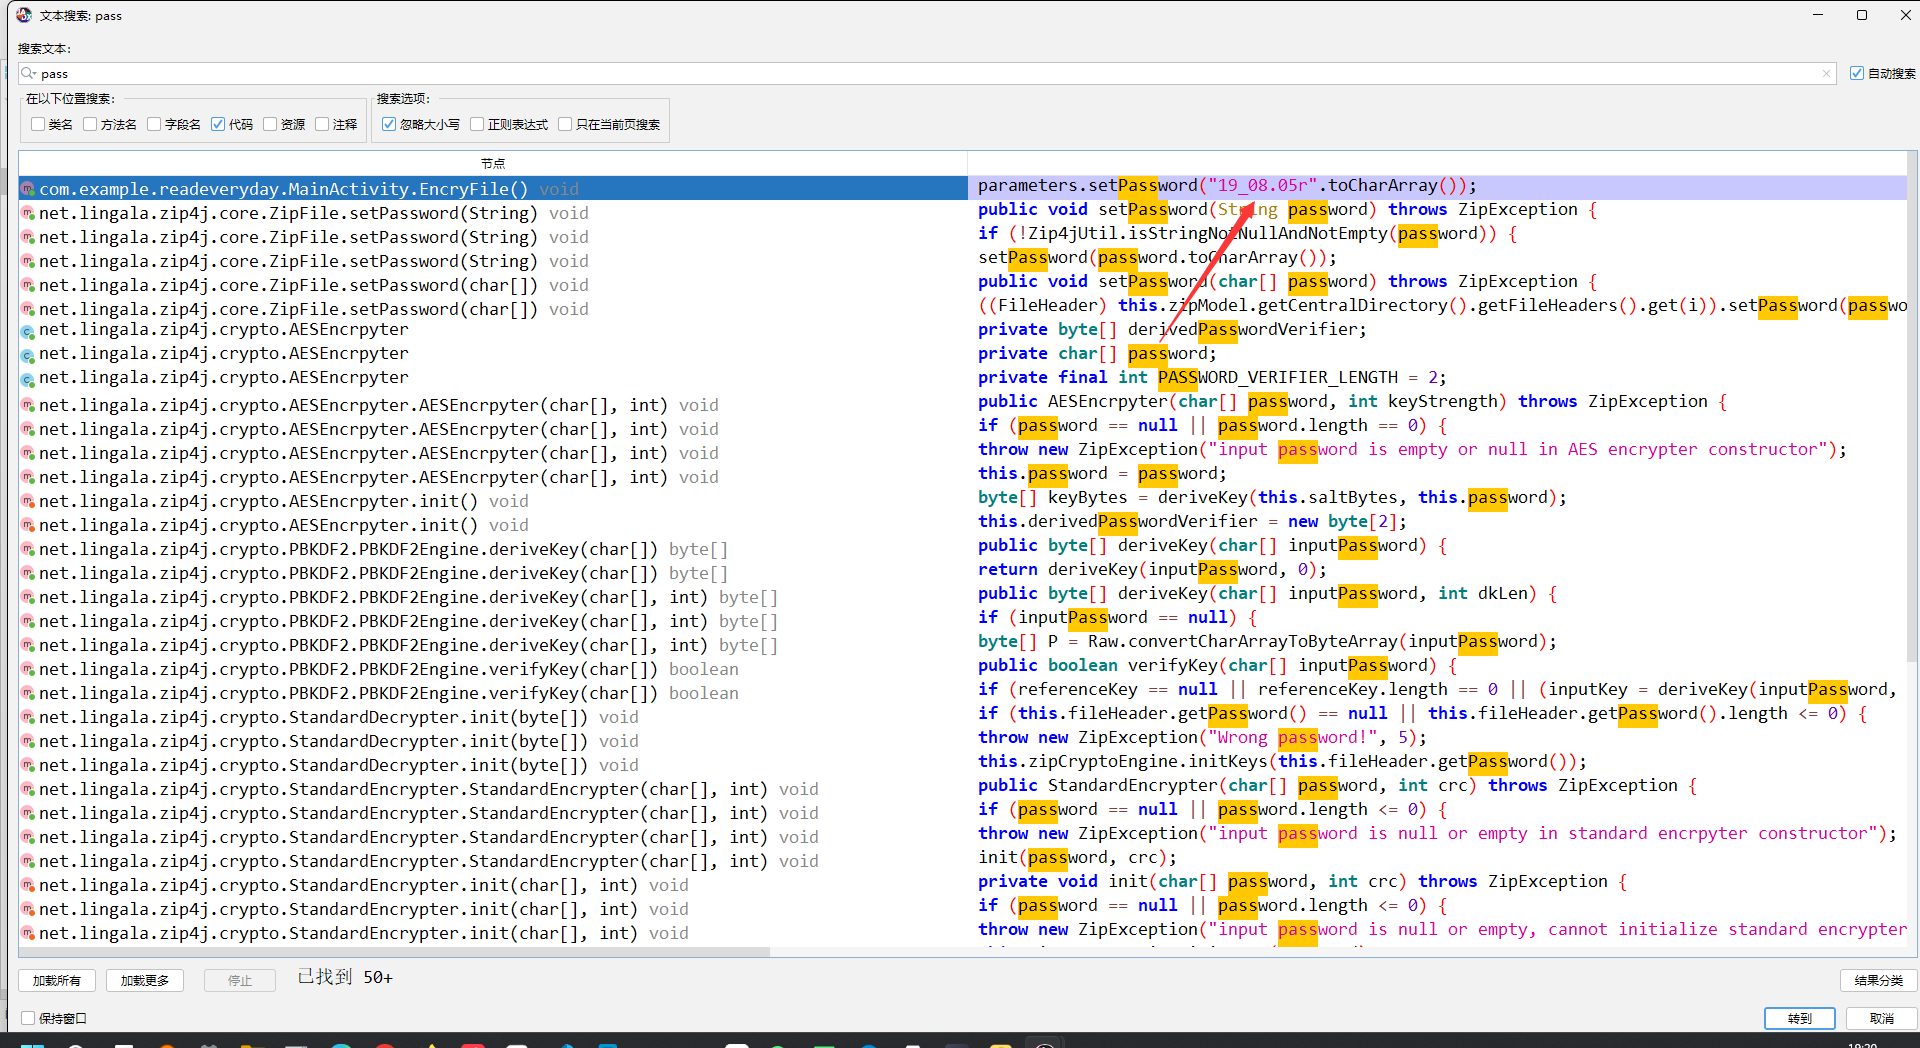 文本搜索: pass
搜索文本:
pass
自动搜索
在以下位置搜索:
搜索选项:
类名 方法名 字段名 代码 资源 注释
忽略大小写 正则表达式 只在当前页搜索
节点
com.example.readeveryday.MainActivity.EncryFile() void
net.lingala.zip4j.core.ZipFile.setPassword(String) void
net.lingala.zip4j.core.ZipFile.setPassword(String) void
net.lingala.zip4j.core.ZipFile.setPassword(String) void
net.lingala.zip4j.core.ZipFile.setPassword(char[]) void
net.lingala.zip4j.core.ZipFile.setPassword(char[]) void
net.lingala.zip4j.crypto.AESEncrpyter
net.lingala.zip4j.crypto.AESEncrpyter
net.lingala.zip4j.crypto.AESEncrpyter
net.lingala.zip4j.crypto.AESEncrpyter.AESEncrpyter(char[], int) void
net.lingala.zip4j.crypto.AESEncrpyter.AESEncrpyter(char[], int) void
net.lingala.zip4j.crypto.AESEncrpyter.AESEncrpyter(char[], int) void
net.lingala.zip4j.crypto.AESEncrpyter.AESEncrpyter(char[], int) void
net.lingala.zip4j.crypto.AESEncrpyter.init() void
net.lingala.zip4j.crypto.AESEncrpyter.init() void
net.lingala.zip4j.crypto.PBKDF2.PBKDF2Engine.deriveKey(char[]) byte[]
net.lingala.zip4j.crypto.PBKDF2.PBKDF2Engine.deriveKey(char[]) byte[]
net.lingala.zip4j.crypto.PBKDF2.PBKDF2Engine.deriveKey(char[], int) byte[]
net.lingala.zip4j.crypto.PBKDF2.PBKDF2Engine.deriveKey(char[], int) byte[]
net.lingala.zip4j.crypto.PBKDF2.PBKDF2Engine.deriveKey(char[], int) byte[]
net.lingala.zip4j.crypto.PBKDF2.PBKDF2Engine.verifyKey(char[]) boolean
net.lingala.zip4j.crypto.PBKDF2.PBKDF2Engine.verifyKey(char[]) boolean
net.lingala.zip4j.crypto.StandardDecrypter.init(byte[]) void
net.lingala.zip4j.crypto.StandardDecrypter.init(byte[]) void
net.lingala.zip4j.crypto.StandardDecrypter.init(byte[]) void
net.lingala.zip4j.crypto.StandardEncrypter.StandardEncrypter(char[], int) void
net.lingala.zip4j.crypto.StandardEncrypter.StandardEncrypter(char[], int) void
net.lingala.zip4j.crypto.StandardEncrypter.StandardEncrypter(char[], int) void
net.lingala.zip4j.crypto.StandardEncrypter.StandardEncrypter(char[], int) void
net.lingala.zip4j.crypto.StandardEncrypter.init(char[], int) void
net.lingala.zip4j.crypto.StandardEncrypter.init(char[], int) void
net.lingala.zip4j.crypto.StandardEncrypter.init(char[], int) void
parameters.setPassword("19_08.05r".toCharArray());
public void setPassword(String password) throws ZipException {
if (!Zip4jUtil.isStringNotNullAndNotEmpty(password)) {
setPassword(password.toCharArray());
public void setPassword(char[] password) throws ZipException {
((FileHeader) this.zipModel.getCentralDirectory().getFileHeaders().get(i)).setPassword(passwo
private byte[] derivedPasswordVerifier;
private char[] password;
private final int PASSWORD_VERIFIER_LENGTH = 2;
public AESEncrpyter(char[] password, int keyStrength) throws ZipException {
if (password == null || password.length == 0) {
throw new ZipException("input password is empty or null in AES encrypter constructor");
this.password = password;
byte[] keyBytes = deriveKey(this.saltBytes, this.password);
this.derivedPasswordVerifier = new byte[2];
public byte[] deriveKey(char[] inputPassword) {
return deriveKey(inputPassword, 0);
public byte[] deriveKey(char[] inputPassword, int dkLen) {
if (inputPassword == null) {
byte[] P = Raw.convertCharArrayToByteArray(inputPassword);
public boolean verifyKey(char[] inputPassword) {
if (referenceKey == null || referenceKey.length == 0 || (inputKey = deriveKey(inputPassword,
if (this.fileHeader.getPassword() == null || this.fileHeader.getPassword().length <= 0) {
throw new ZipException("Wrong password!", 5);
this.zipCryptoEngine.initKeys(this.fileHeader.getPassword());
public StandardEncrypter(char[] password, int crc) throws ZipException {
if (password == null || password.length <= 0) {
throw new ZipException("input password is null or empty in standard encrpyter constructor");
init(password, crc);
private void init(char[] password, int crc) throws ZipException {
if (password == null || password.length <= 0) {
throw new ZipException("input password is null or empty, cannot initialize standard encrypter
加载所有 加载更多 停止 已找到 50+ 结果分类
保持窗口 转到 取消